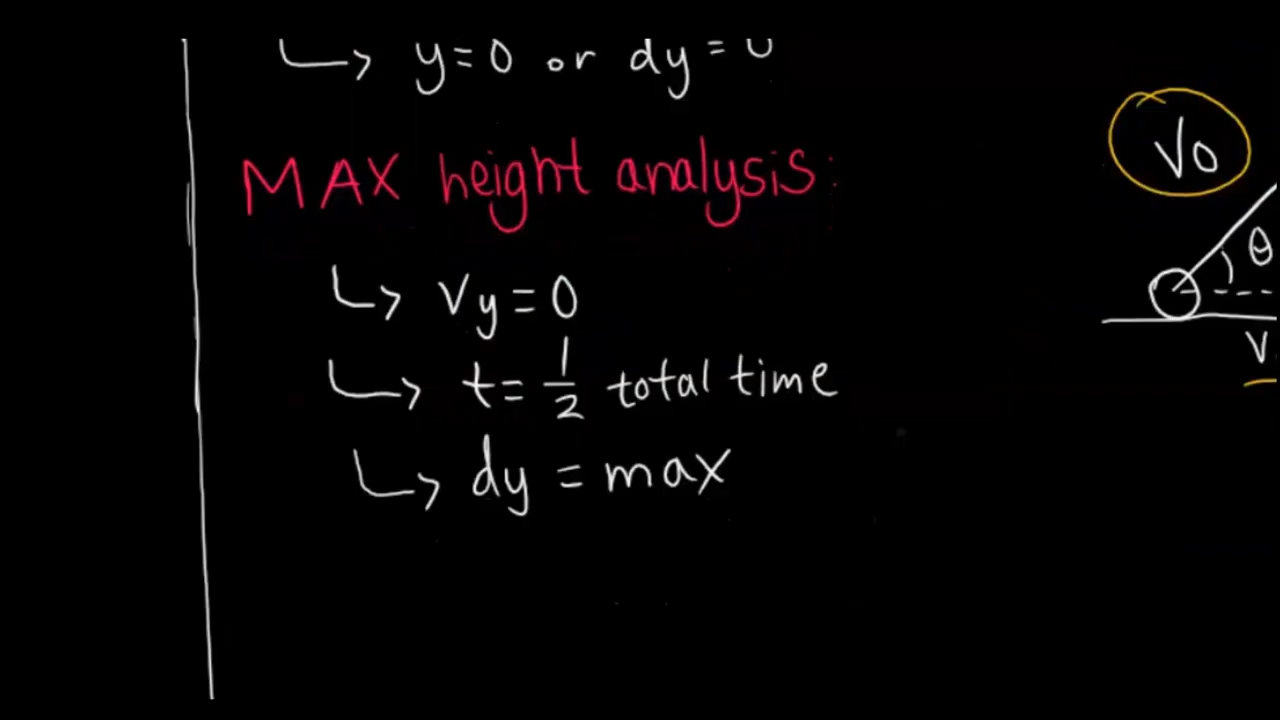 ↳ y=0 or dy=0
MAX height analysis:
↳ Vy=0
↳ t=1/2 total time
↳ dy = max
Vo
θ
V